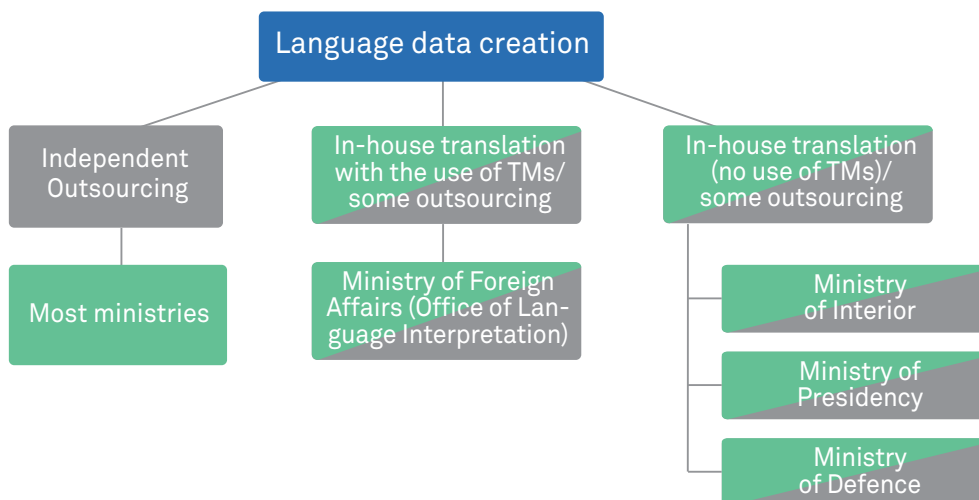 Language data creation
Independent
Outsourcing
In-house translation
with the use of TMs/
some outsourcing
In-house translation
(no use of TMs)/
some outsourcing
Most ministries
Ministry of Foreign
Affairs (Office of Lan-
guage Interpretation)
Ministry
of Interior
Ministry of
Presidency
Ministry
of Defence